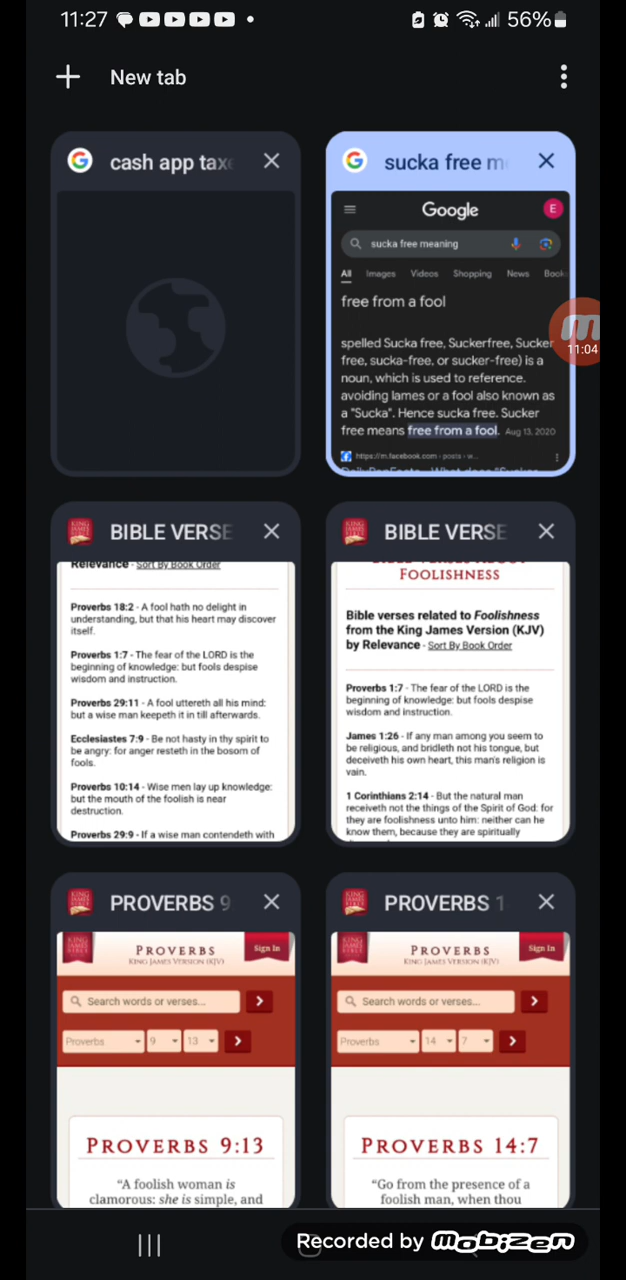 11:27 56%
New tab
cash app tax
sucka free m
Google
E
sucka free meaning
All Images Videos Shopping News Book
free from a fool
11:04
spelled Sucka free, Suckerfree, Sucker
free, sucka-free, or sucker-free) is a
noun, which is used to reference.
avoiding lames or a fool also known as
a "Sucka". Hence sucka free. Sucker
free means free from a fool. Aug 13, 2020
https://m.facebook.com › posts › w...
BIBLE VERSE
Relevance - Sort By Book Order
Proverbs 18:2 - A fool hath no delight in
understanding, but that his heart may discover
itself.
Proverbs 1:7 - The fear of the LORD is the
beginning of knowledge: but fools despise
wisdom and instruction.
Proverbs 29:11 - A fool uttereth all his mind:
but a wise man keepeth it in till afterwards.
Ecclesiastes 7:9 - Be not hasty in thy spirit to
be angry: for anger resteth in the bosom of
fools.
Proverbs 10:14 - Wise men lay up knowledge:
but the mouth of the foolish is near
destruction.
Proverbs 29:9 - If a wise man contendeth with
BIBLE VERSE
BIBLE VERSES ABOUT
FOOLISHNESS
Bible verses related to Foolishness
from the King James Version (KJV)
by Relevance - Sort By Book Order
Proverbs 1:7 - The fear of the LORD is the
beginning of knowledge: but fools despise
wisdom and instruction.
James 1:26 - If any man among you seem to
be religious, and bridleth not his tongue, but
deceiveth his own heart, this man's religion is
vain.
1 Corinthians 2:14 - But the natural man
receiveth not the things of the Spirit of God: for
they are foolishness unto him: neither can he
know them, because they are spiritually
PROVERBS 9
KING JAMES BIBLE
PROVERBS
KING JAMES VERSION (KJV)
Sign In
Search words or verses...
Proverbs 9 13
PROVERBS 9:13
“A foolish woman is
clamorous: she is simple, and
PROVERBS 1
KING JAMES BIBLE
PROVERBS
KING JAMES VERSION (KJV)
Sign In
Search words or verses...
Proverbs 14 7
PROVERBS 14:7
“Go from the presence of a
foolish man, when thou
Recorded by mobizen